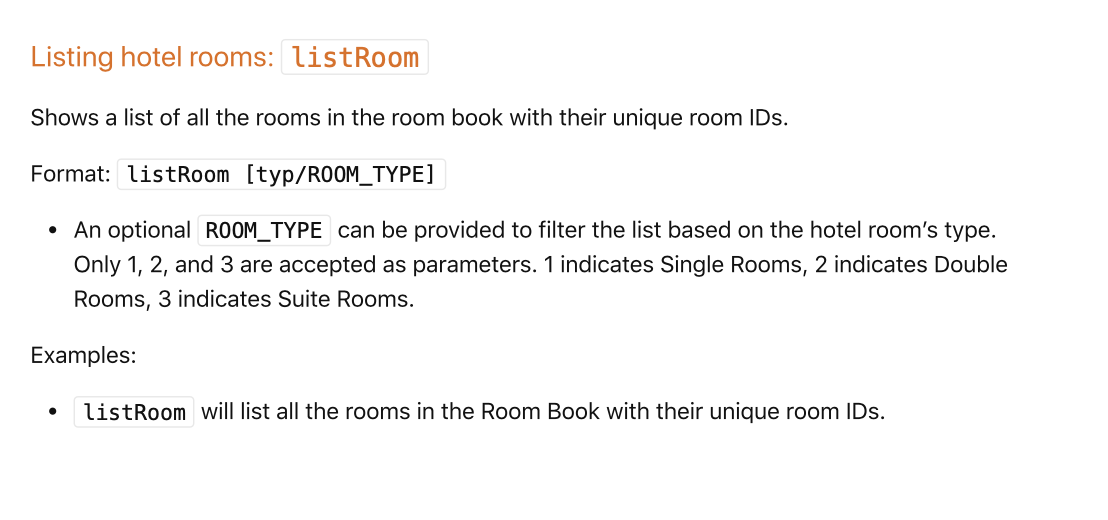 Listing hotel rooms: listRoom
Shows a list of all the rooms in the room book with their unique room IDs.
Format: listRoom [typ/ROOM_TYPE]
• An optional ROOM_TYPE can be provided to filter the list based on the hotel room’s type.
Only 1, 2, and 3 are accepted as parameters. 1 indicates Single Rooms, 2 indicates Double
Rooms, 3 indicates Suite Rooms.
Examples:
• listRoom will list all the rooms in the Room Book with their unique room IDs.